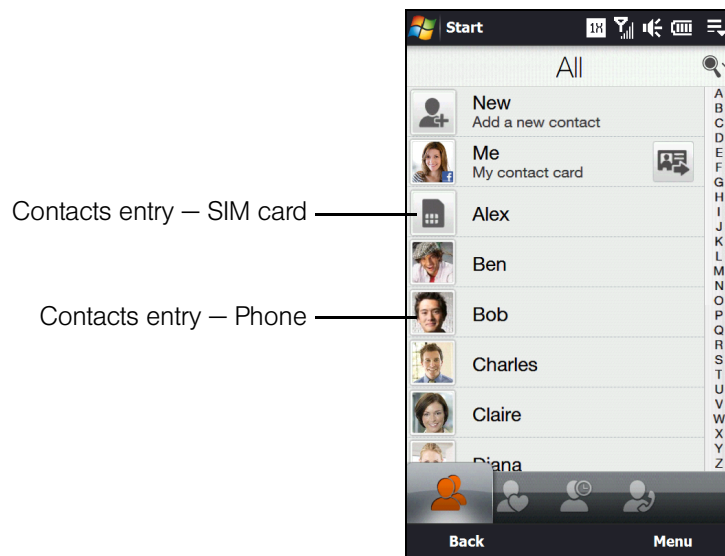 Start
1X
All
New
Add a new contact
Me
My contact card
Contacts entry — SIM card
Alex
Ben
Contacts entry — Phone
Bob
Charles
Claire
Diana
A
B
C
D
E
F
G
H
I
J
K
L
M
N
O
P
Q
R
S
T
U
V
W
X
Y
Z
Back
Menu